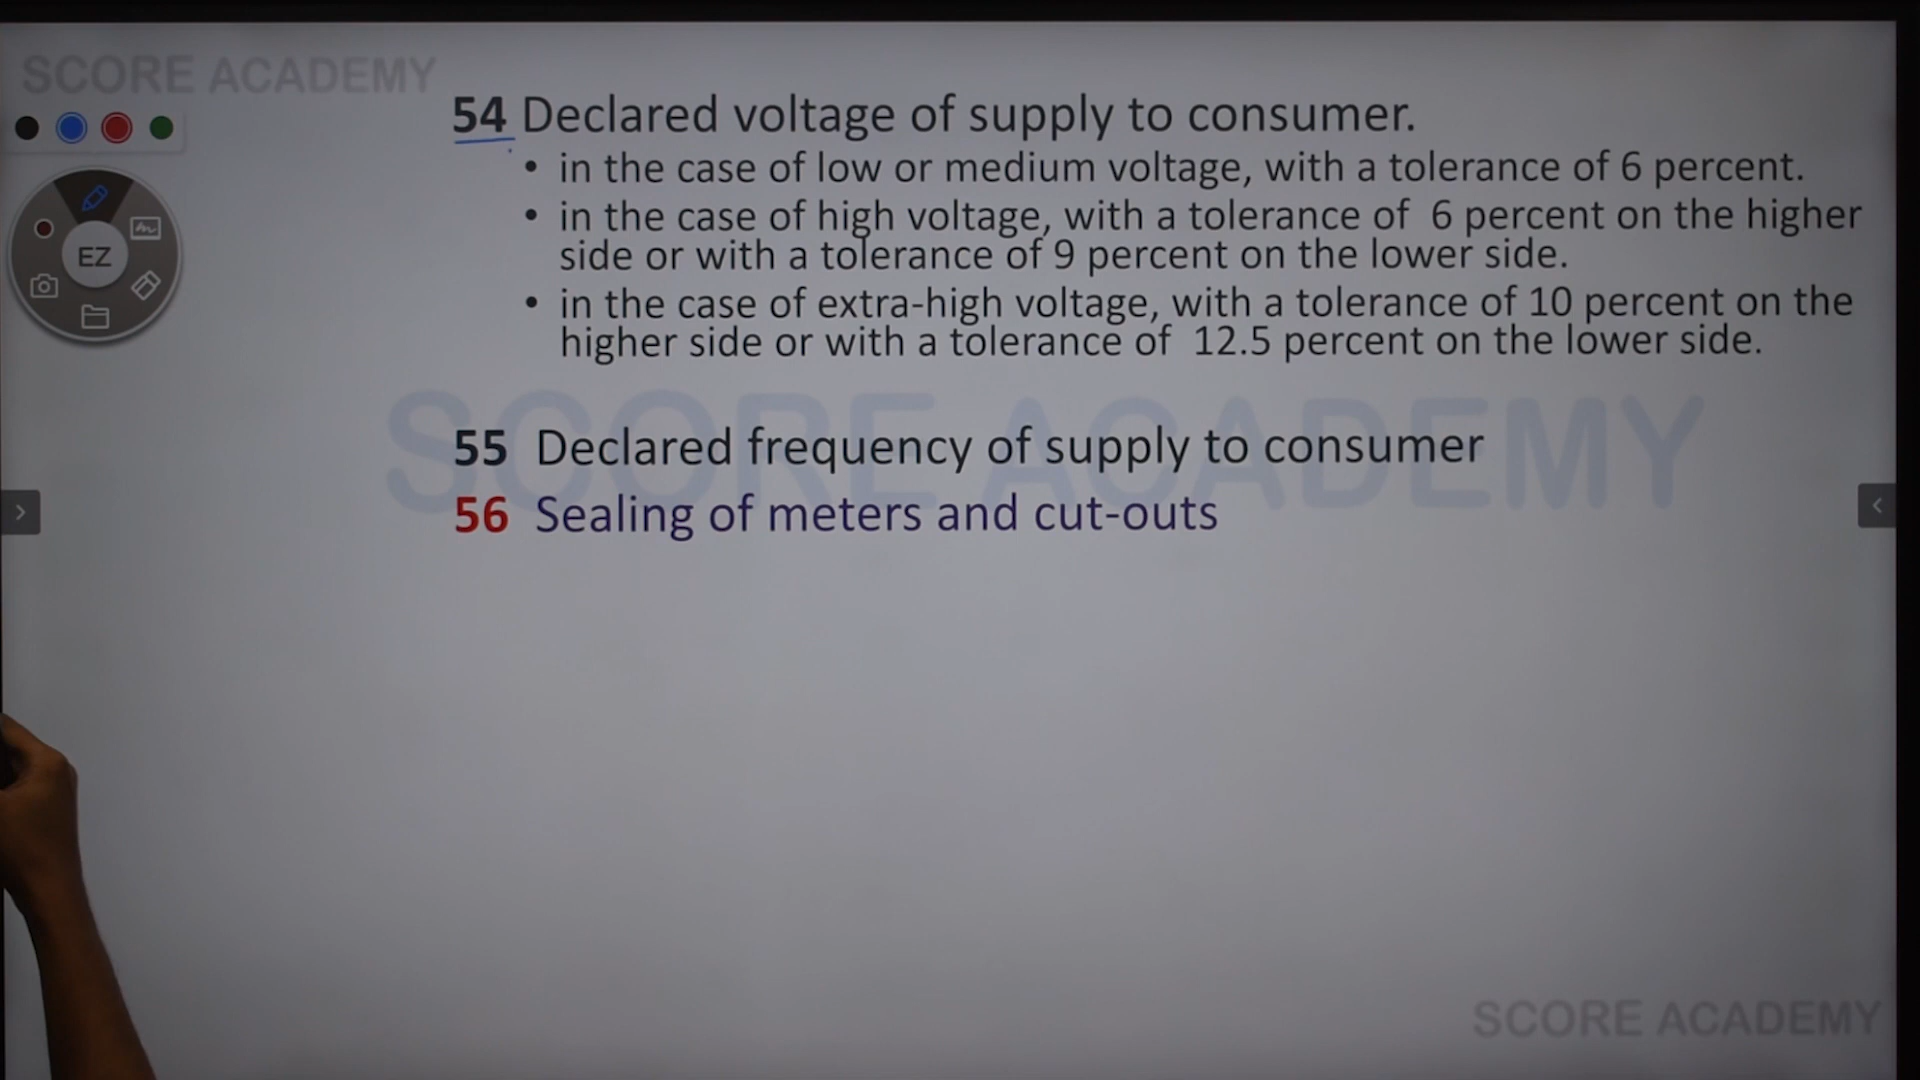 SCORE ACADEMY
54 Declared voltage of supply to consumer.
• in the case of low or medium voltage, with a tolerance of 6 percent.
• in the case of high voltage, with a tolerance of 6 percent on the higher
side or with a tolerance of 9 percent on the lower side.
• in the case of extra-high voltage, with a tolerance of 10 percent on the
higher side or with a tolerance of 12.5 percent on the lower side.
EZ
SCORE ACADEMY
55 Declared frequency of supply to consumer
56 Sealing of meters and cut-outs
SCORE ACADEMY